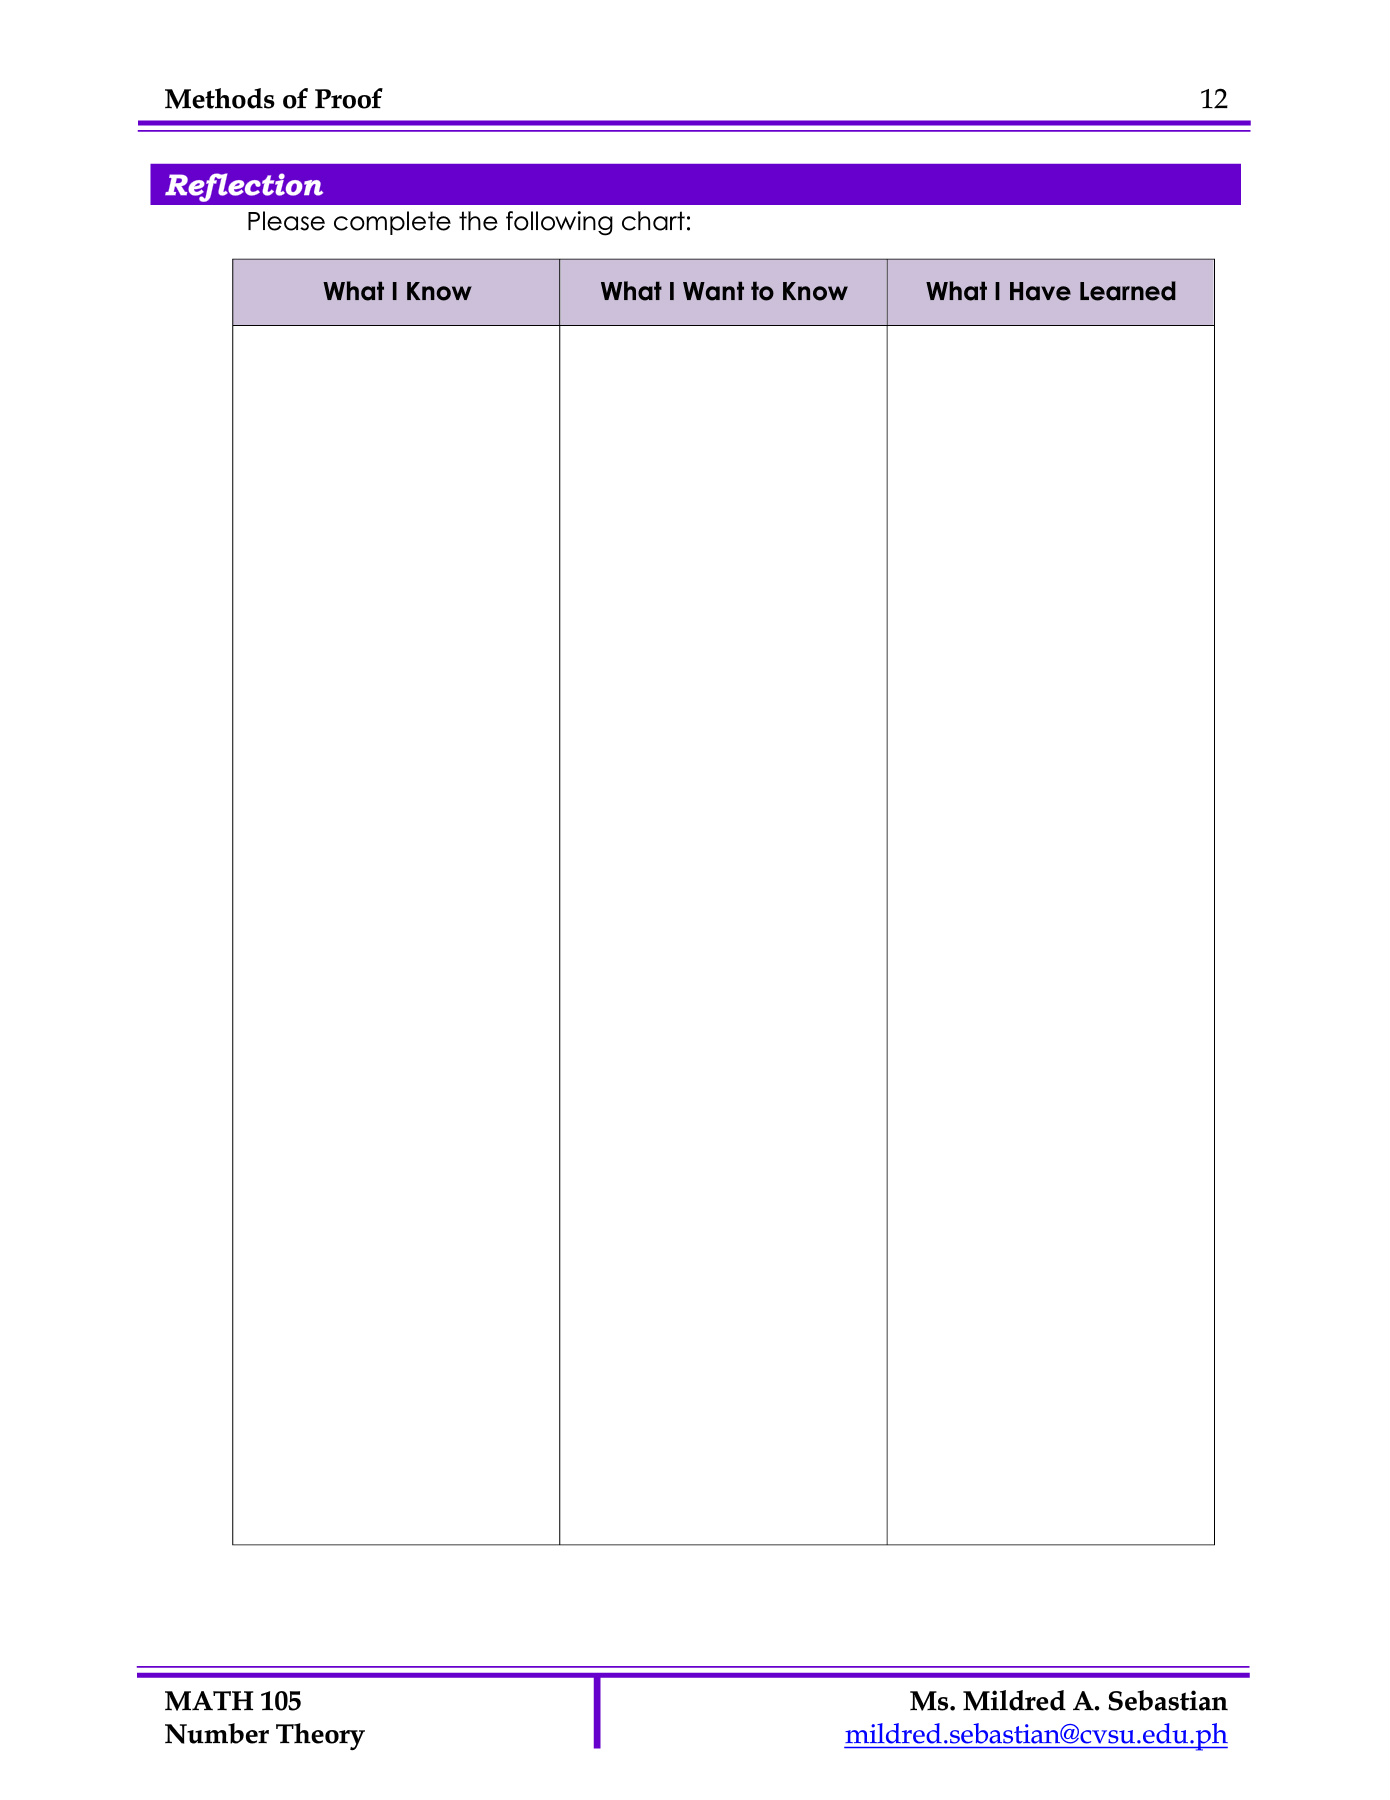 Methods of Proof 12
Reflection
Please complete the following chart:
What I Know What I Want to Know What I Have Learned
MATH 105 Ms. Mildred A. Sebastian
Number Theory mildred.sebastian@cvsu.edu.ph